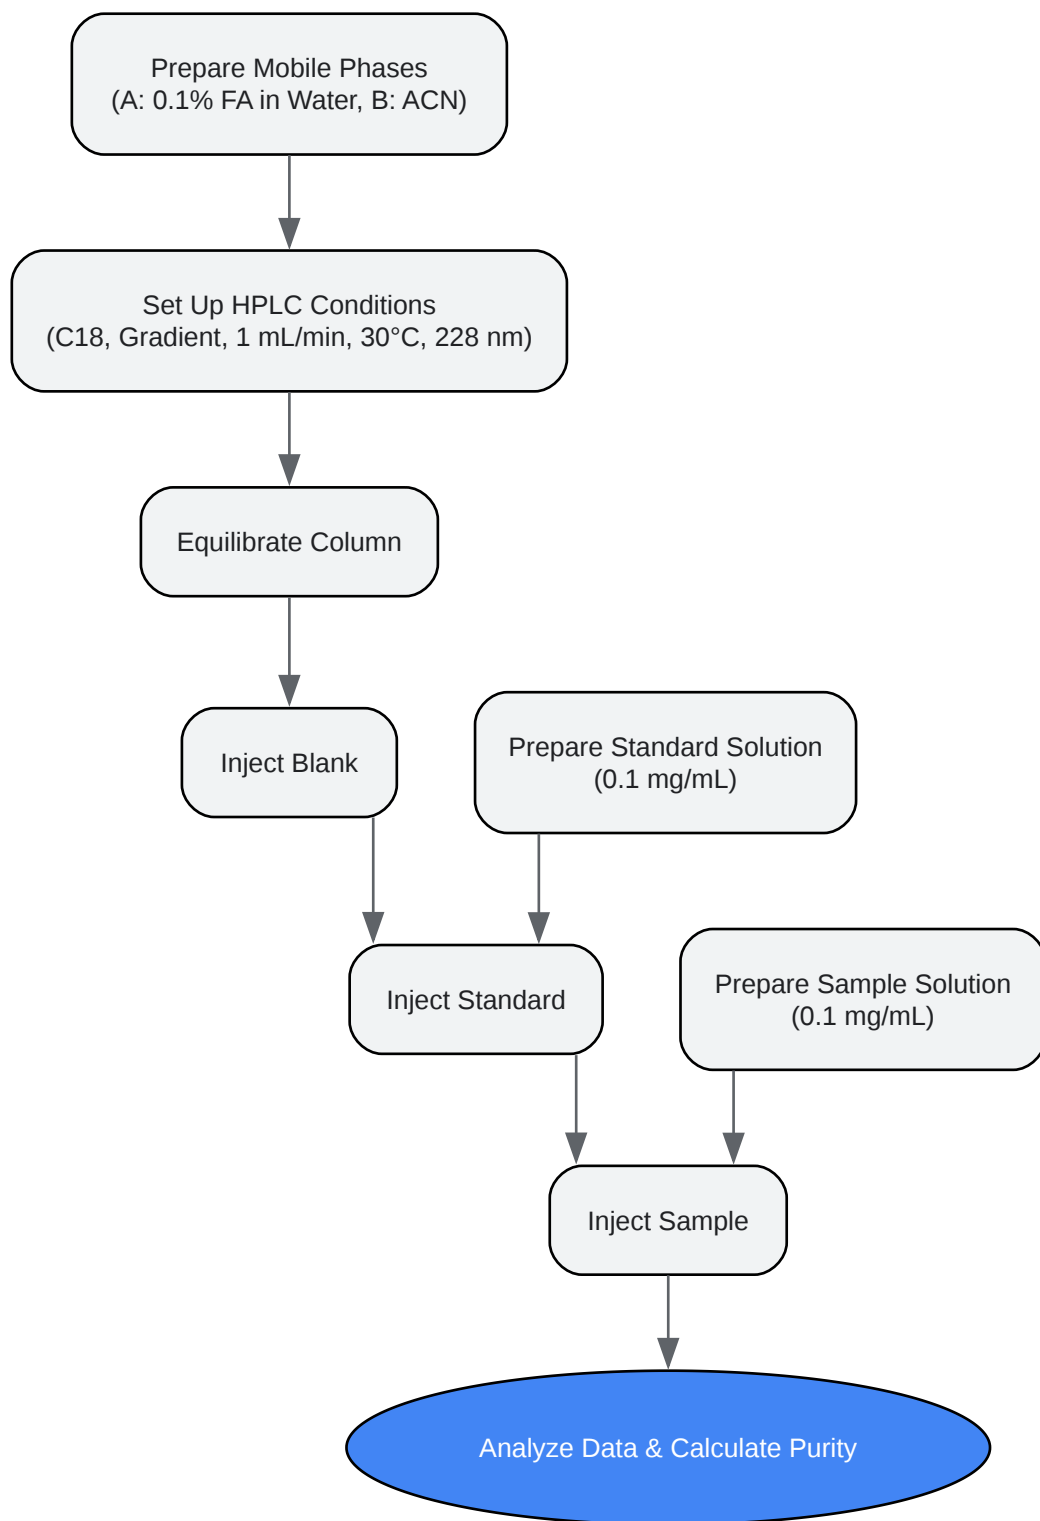 Prepare Mobile Phases
(A: 0.1% FA in Water, B: ACN)
Set Up HPLC Conditions
(C18, Gradient, 1 mL/min, 30°C, 228 nm)
Equilibrate Column
Inject Blank
Prepare Standard Solution
(0.1 mg/mL)
Inject Standard
Prepare Sample Solution
(0.1 mg/mL)
Inject Sample
Analyze Data & Calculate Purity